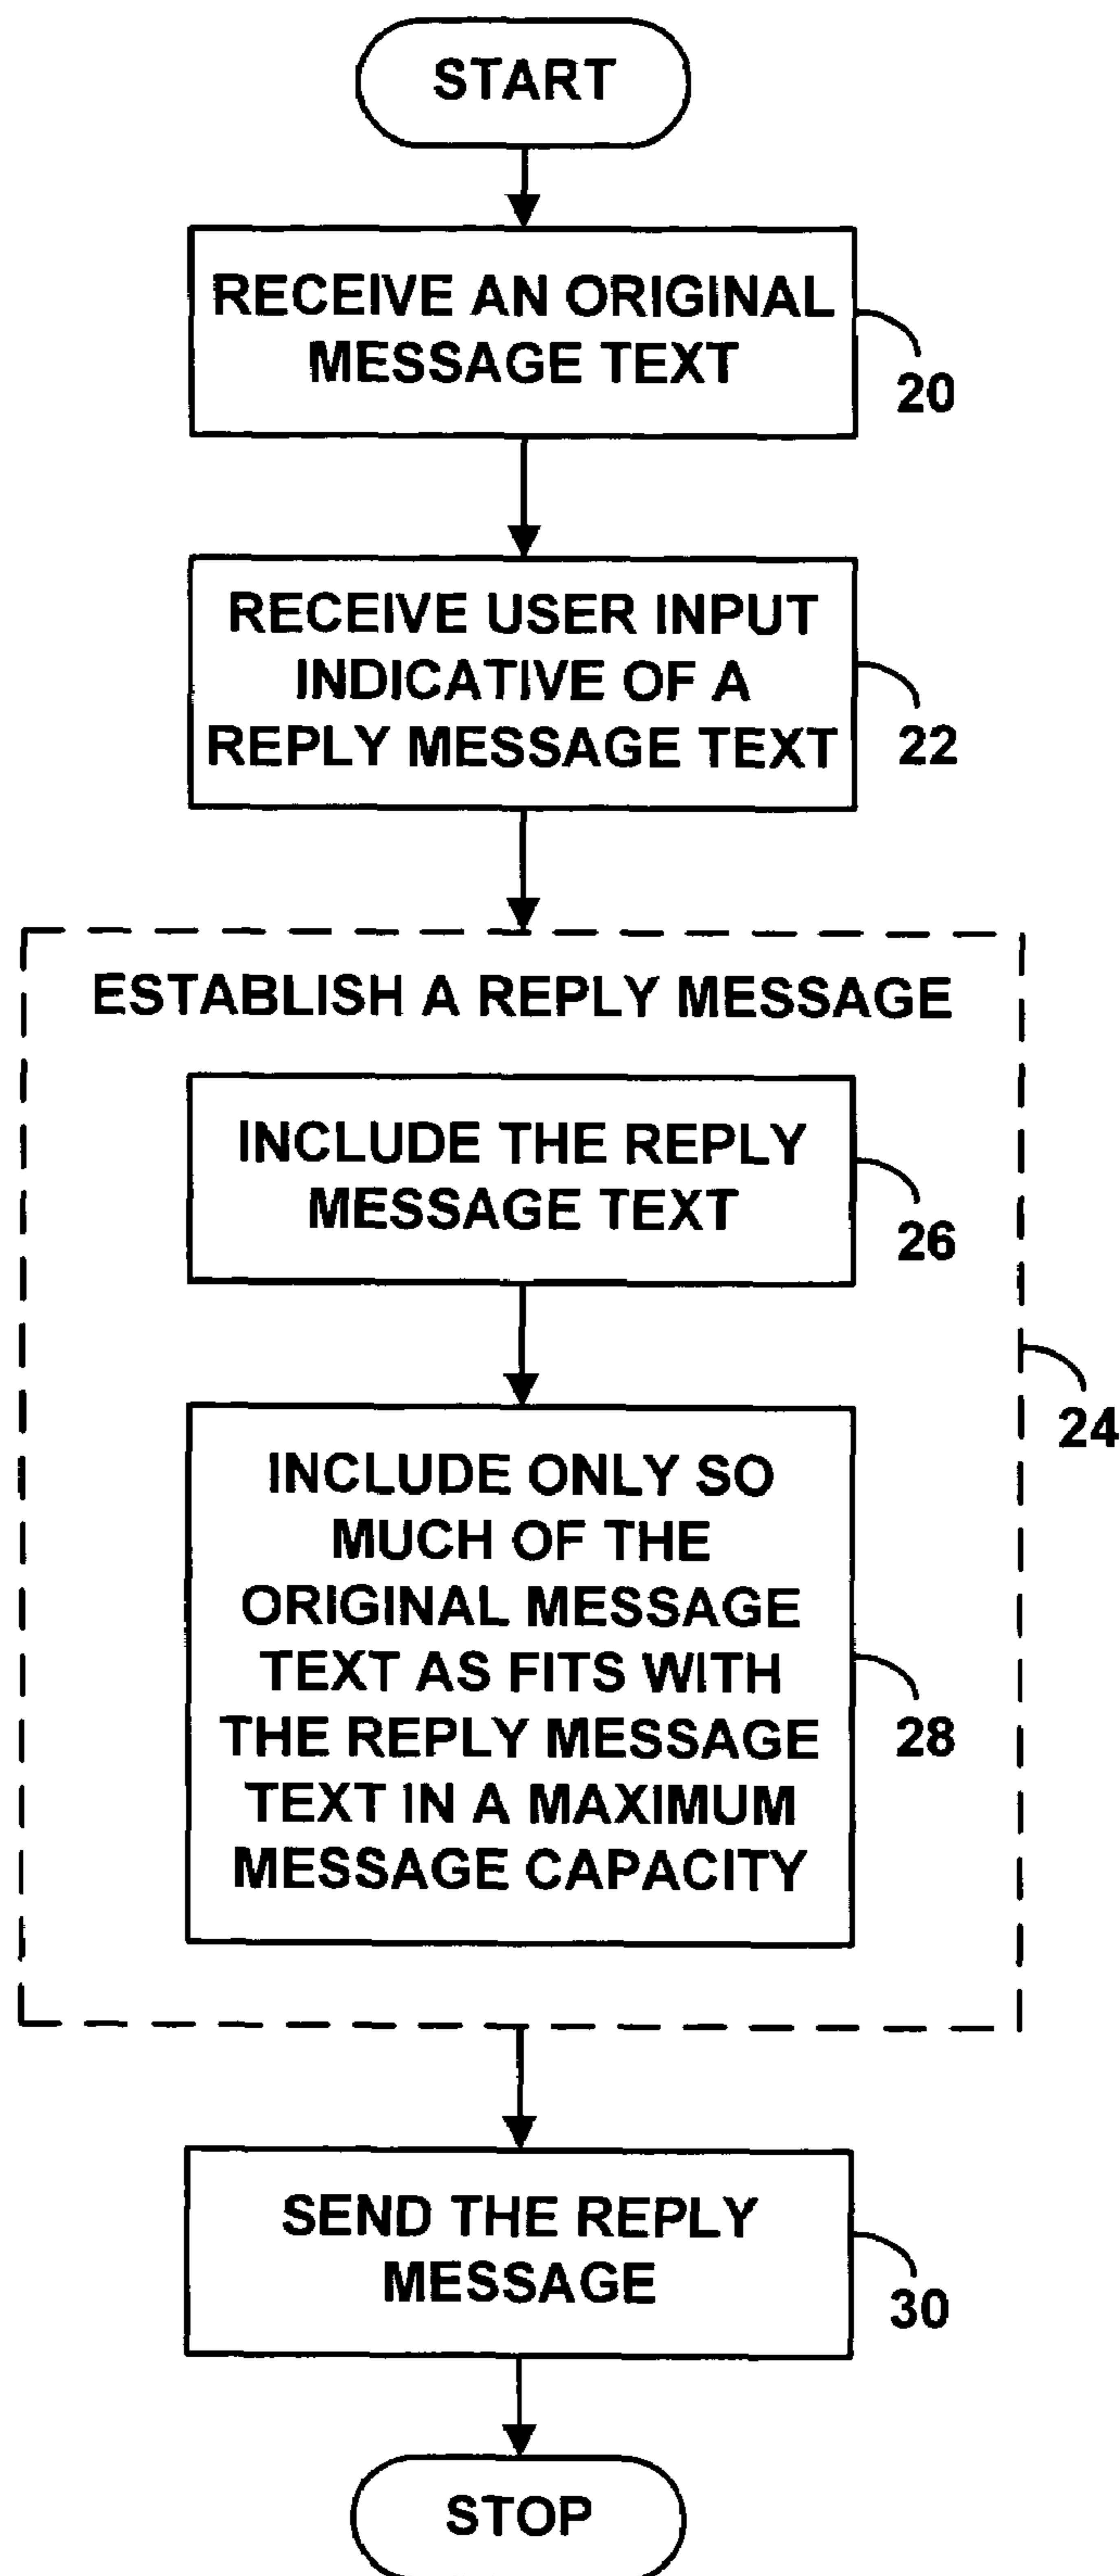 START
RECEIVE AN ORIGINAL
MESSAGE TEXT
20
RECEIVE USER INPUT
INDICATIVE OF A
REPLY MESSAGE TEXT
22
ESTABLISH A REPLY MESSAGE
INCLUDE THE REPLY
MESSAGE TEXT
26
INCLUDE ONLY SO
MUCH OF THE
ORIGINAL MESSAGE
TEXT AS FITS WITH
THE REPLY MESSAGE
TEXT IN A MAXIMUM
MESSAGE CAPACITY
28
24
SEND THE REPLY
MESSAGE
30
STOP